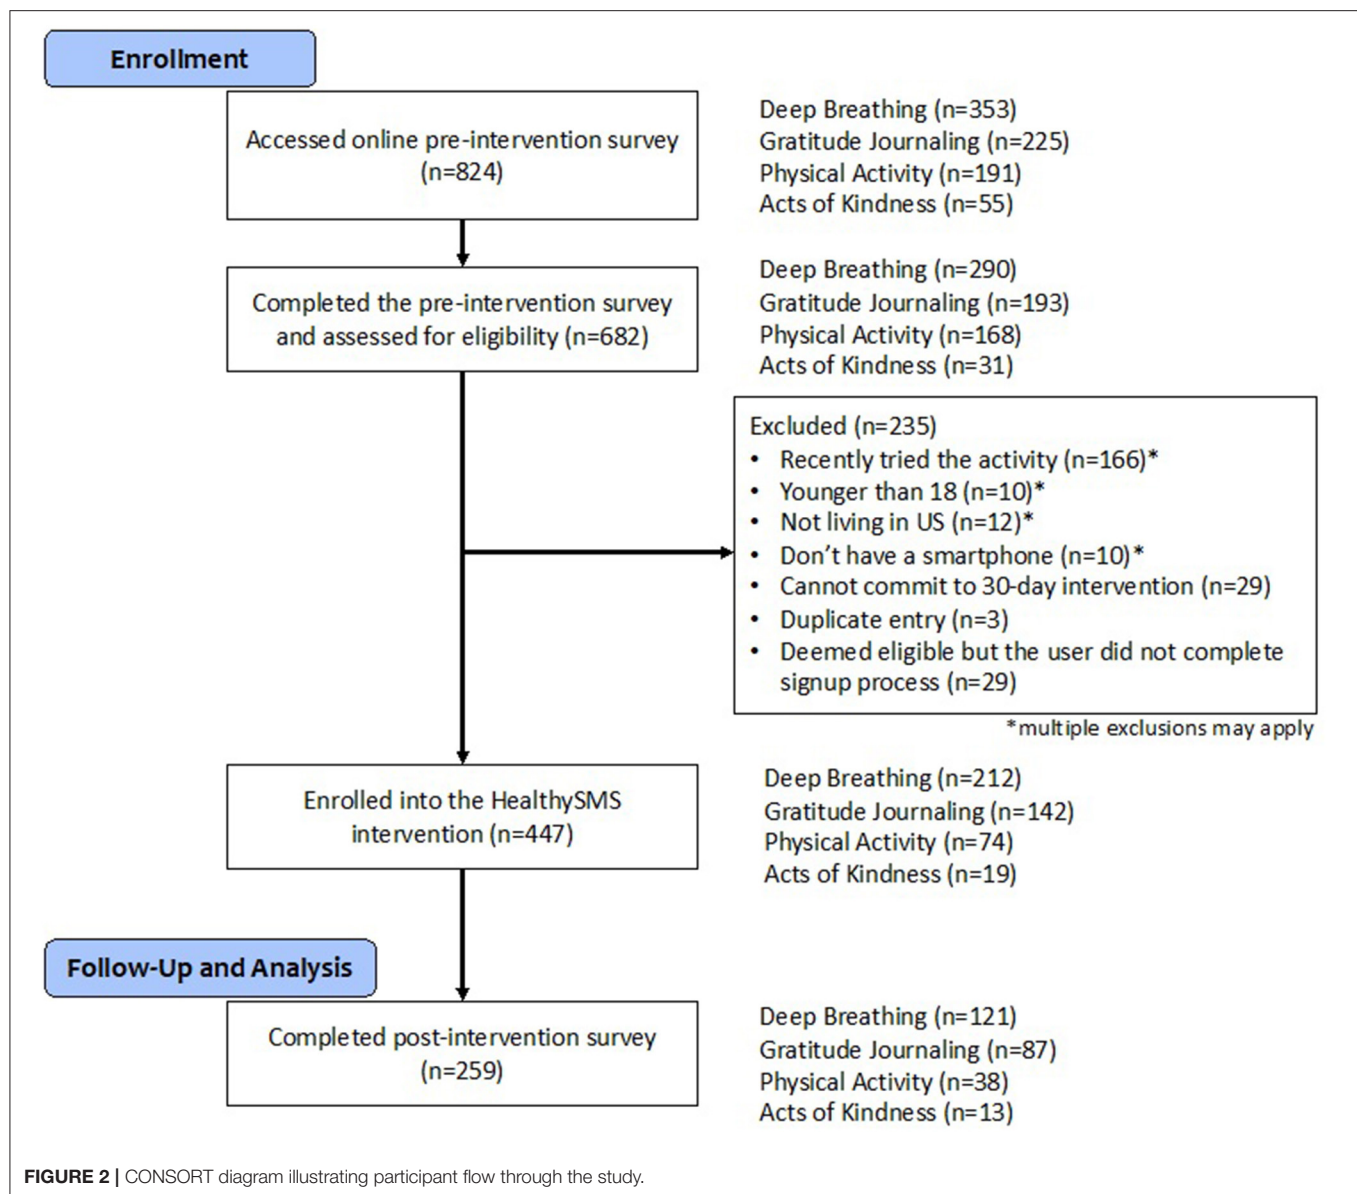 Enrollment
Accessed online pre-intervention survey
(n=824)
Deep Breathing (n=353)
Gratitude Journaling (n=225)
Physical Activity (n=191)
Acts of Kindness (n=55)
Completed the pre-intervention survey
and assessed for eligibility (n=682)
Deep Breathing (n=290)
Gratitude Journaling (n=193)
Physical Activity (n=168)
Acts of Kindness (n=31)
Excluded (n=235)
• Recently tried the activity (n=166)*
• Younger than 18 (n=10)*
• Not living in US (n=12)*
• Don't have a smartphone (n=10)*
• Cannot commit to 30-day intervention (n=29)
• Duplicate entry (n=3)
• Deemed eligible but the user did not complete
signup process (n=29)
*multiple exclusions may apply
Enrolled into the HealthySMS
intervention (n=447)
Deep Breathing (n=212)
Gratitude Journaling (n=142)
Physical Activity (n=74)
Acts of Kindness (n=19)
Follow-Up and Analysis
Completed post-intervention survey
(n=259)
Deep Breathing (n=121)
Gratitude Journaling (n=87)
Physical Activity (n=38)
Acts of Kindness (n=13)
FIGURE 2 | CONSORT diagram illustrating participant flow through the study.